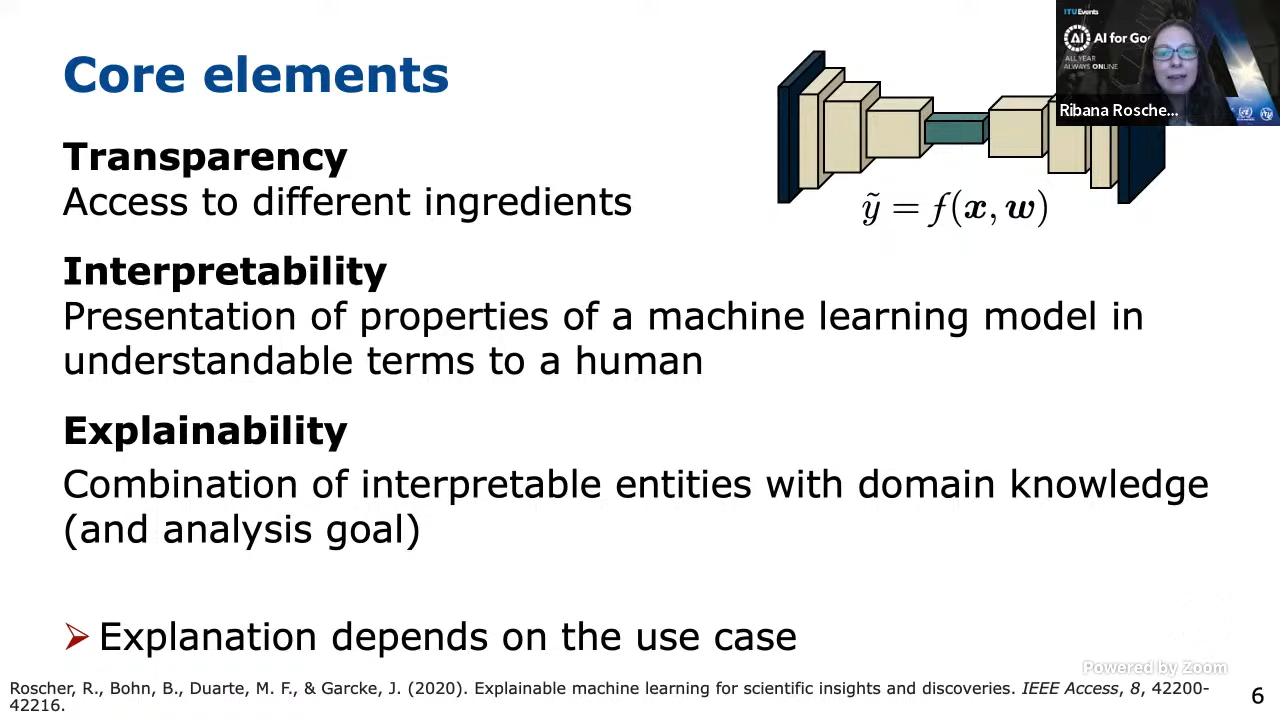 Core elements
Transparency
Access to different ingredients
ỹ = f(x, w)
Interpretability
Presentation of properties of a machine learning model in
understandable terms to a human
Explainability
Combination of interpretable entities with domain knowledge
(and analysis goal)
➢ Explanation depends on the use case
Roscher, R., Bohn, B., Duarte, M. F., & Garcke, J. (2020). Explainable machine learning for scientific insights and discoveries. IEEE Access, 8, 42200-
42216.
6
ITUEvents
AI
AI for Goo
ALL YEAR
ALWAYS ONLINE
Ribana Rosche...
Powered by Zoom